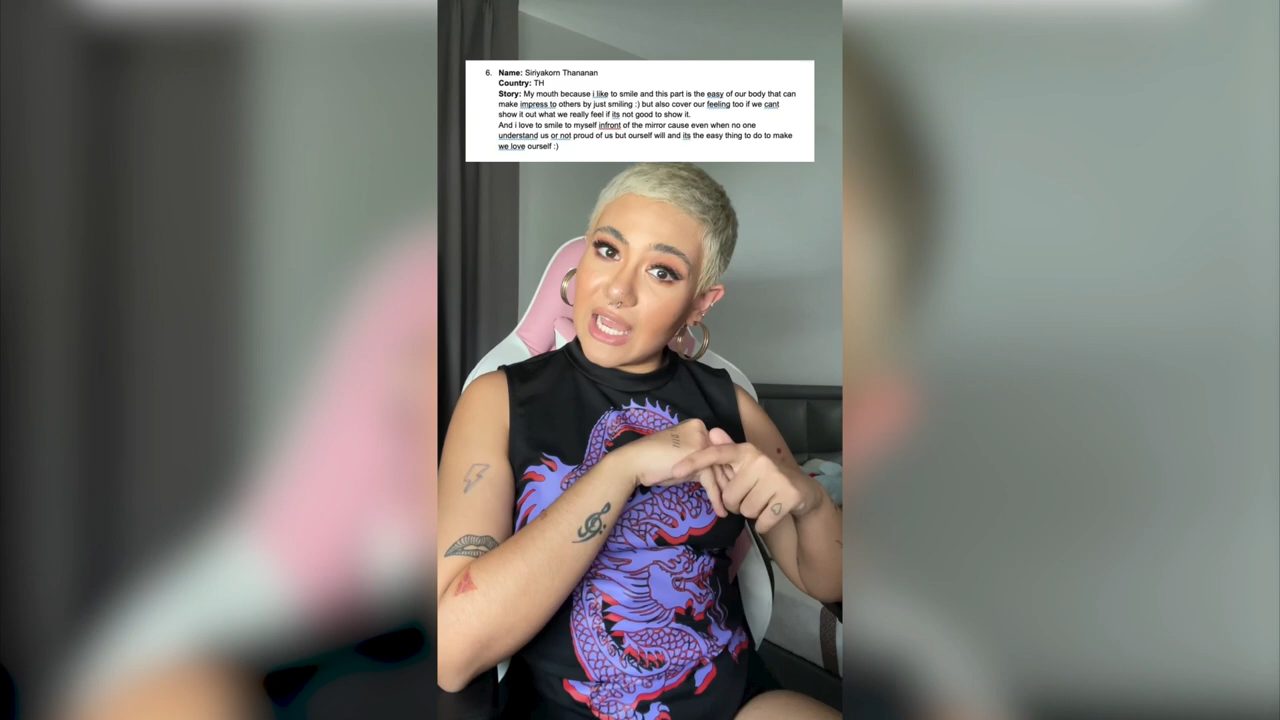 6. Name: Siriyakorn Thananan
Country: TH
Story: My mouth because i like to smile and this part is the easy of our body that can
make impress to others by just smiling :) but also cover our feeling too if we cant
show it out what we really feel if its not good to show it.
And i love to smile to myself infront of the mirror cause even when no one
understand us or not proud of us but ourself will and its the easy thing to do to make
we love ourself :)